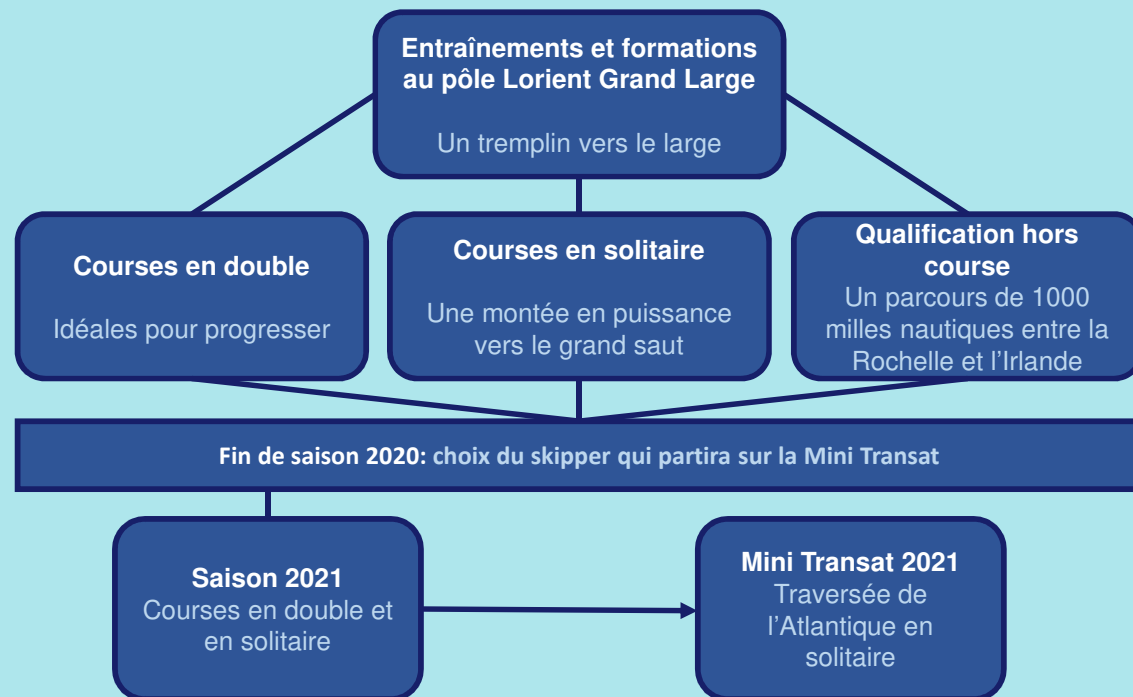 Entraînements et formations
au pôle Lorient Grand Large
Un tremplin vers le large
Courses en double
Idéales pour progresser
Courses en solitaire
Une montée en puissance
vers le grand saut
Qualification hors
course
Un parcours de 1000
milles nautiques entre la
Rochelle et l’Irlande
Fin de saison 2020: choix du skipper qui partira sur la Mini Transat
Saison 2021
Courses en double et
en solitaire
Mini Transat 2021
Traversée de
l’Atlantique en
solitaire